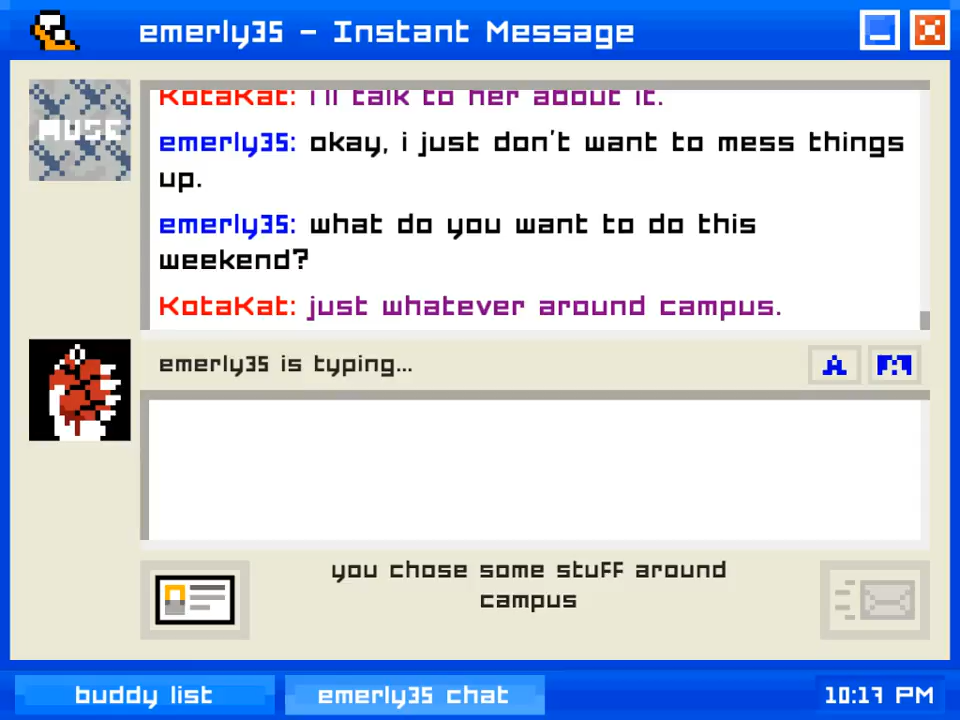 emerly35 - Instant Message
MUSE
KotaKat: i'll talk to her about it.
emerly35: okay, i just don't want to mess things
up.
emerly35: what do you want to do this
weekend?
KotaKat: just whatever around campus.
emerly35 is typing...
A
you chose some stuff around
campus
buddy list
emerly35 chat
10:17 PM